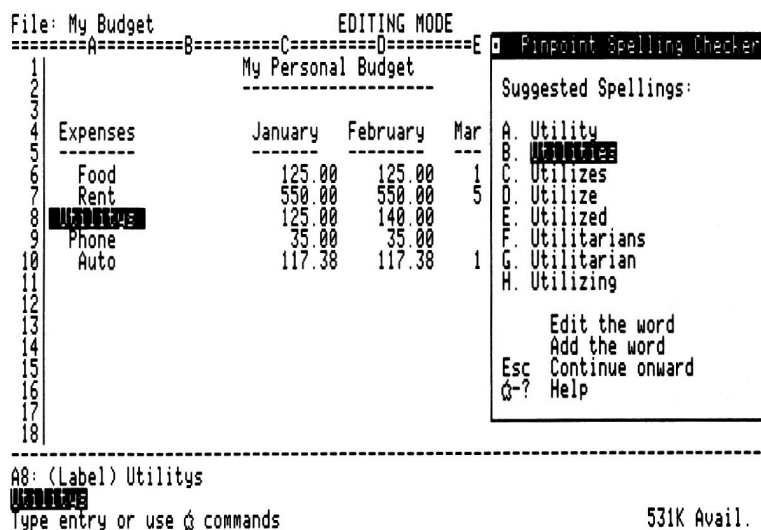 File: My Budget EDITING MODE
========A=========B=========C=========D=========E
1 My Personal Budget
2 --------------------
3
4 Expenses January February Mar
5 -------- -------- -------- ---
6 Food 125.00 125.00 1
7 Rent 550.00 550.00 5
8 Utilitys 125.00 140.00
9 Phone 35.00 35.00
10 Auto 117.38 117.38 1
11
12
13
14
15
16
17
18
Pinpoint Spelling Checker
Suggested Spellings:
A. Utility
B. Utilities
C. Utilizes
D. Utilize
E. Utilized
F. Utilitarians
G. Utilitarian
H. Utilizing
Edit the word
Add the word
Esc Continue onward
-? Help
A8: (Label) Utilitys
Utilitys
Type entry or use commands 531K Avail.